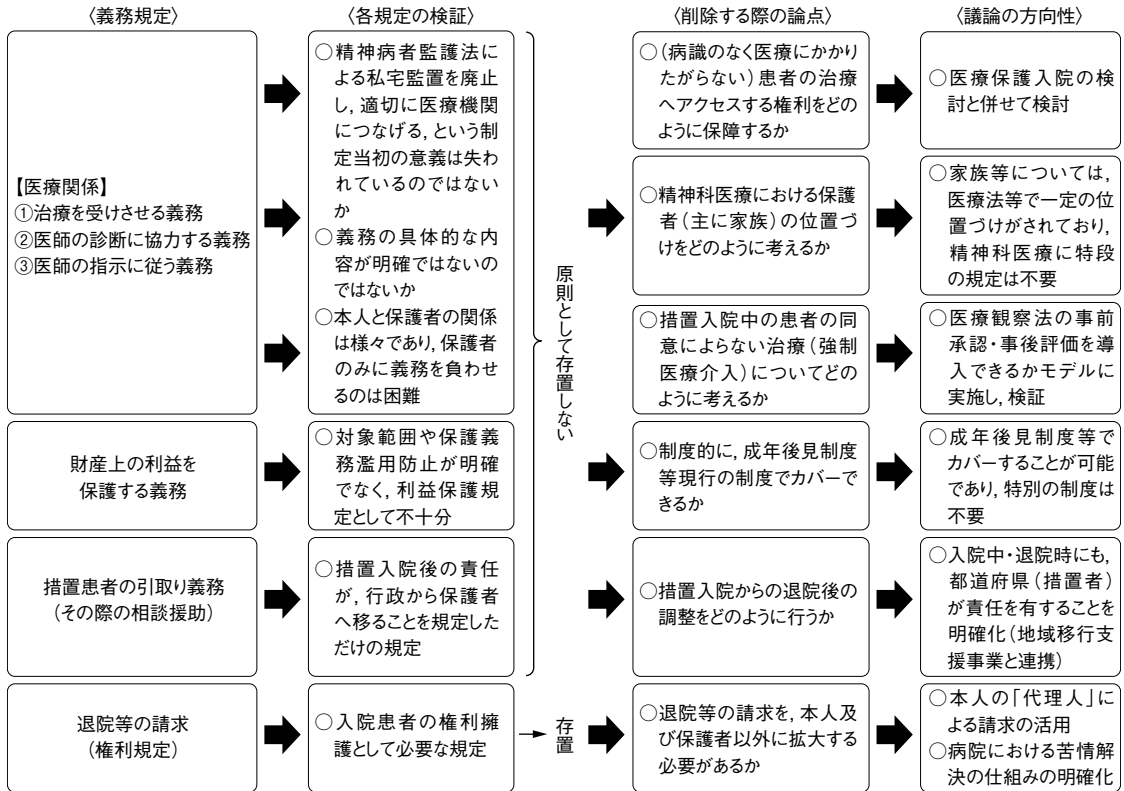 〈義務規定〉
〈各規定の検証〉
〈削除する際の論点〉
〈議論の方向性〉
【医療関係】
①治療を受けさせる義務
②医師の診断に協力する義務
③医師の指示に従う義務
○精神病者監護法に
よる私宅監置を廃止
し，適切に医療機関
につなげる，という制
定当初の意義は失わ
れているのではない
か
○義務の具体的な内
容が明確ではないの
ではないか
○本人と保護者の関係
は様々であり，保護者
のみに義務を負わせ
るのは困難
原則として存置しない
○（病識のなく医療にかかり
たがらない）患者の治療
へアクセスする権利をどの
ように保障するか
○医療保護入院の検
討と併せて検討
○精神科医療における保護
者（主に家族）の位置づ
けをどのように考えるか
○家族等については，
医療法等で一定の位
置づけがされており，
精神科医療に特段
の規定は不要
○措置入院中の患者の同
意によらない治療（強制
医療介入）についてどの
ように考えるか
○医療観察法の事前
承認・事後評価を導
入できるかモデルに
実施し，検証
財産上の利益を
保護する義務
○対象範囲や保護義
務濫用防止が明確
でなく，利益保護規
定として不十分
○制度的に，成年後見制度
等現行の制度でカバーで
きるか
○成年後見制度等で
カバーすることが可能
であり，特別の制度は
不要
措置患者の引取り義務
（その際の相談援助）
○措置入院後の責任
が，行政から保護者
へ移ることを規定した
だけの規定
○措置入院からの退院後の
調整をどのように行うか
○入院中・退院時にも，
都道府県（措置者）
が責任を有することを
明確化（地域移行支
援事業と連携）
退院等の請求
（権利規定）
○入院患者の権利擁
護として必要な規定
存置
○退院等の請求を，本人及
び保護者以外に拡大する
必要があるか
○本人の「代理人」に
よる請求の活用
○病院における苦情解
決の仕組みの明確化